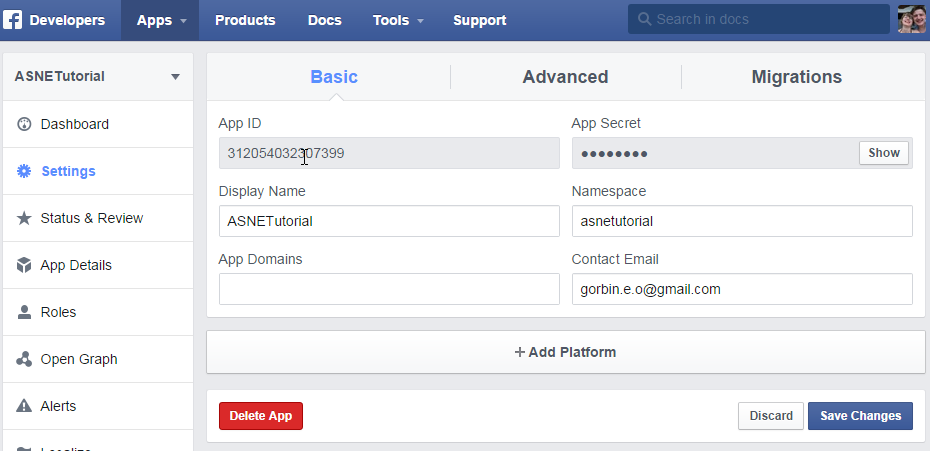 f Developers Apps Products Docs Tools Support Search in docs
ASNETutorial
Dashboard
Settings
Status & Review
App Details
Roles
Open Graph
Alerts
Localize
Basic Advanced Migrations
App ID App Secret
312054032307399 ●●●●●●●● Show
Display Name Namespace
ASNETutorial asnetutorial
App Domains Contact Email
gorbin.e.o@gmail.com
+ Add Platform
Delete App Discard Save Changes